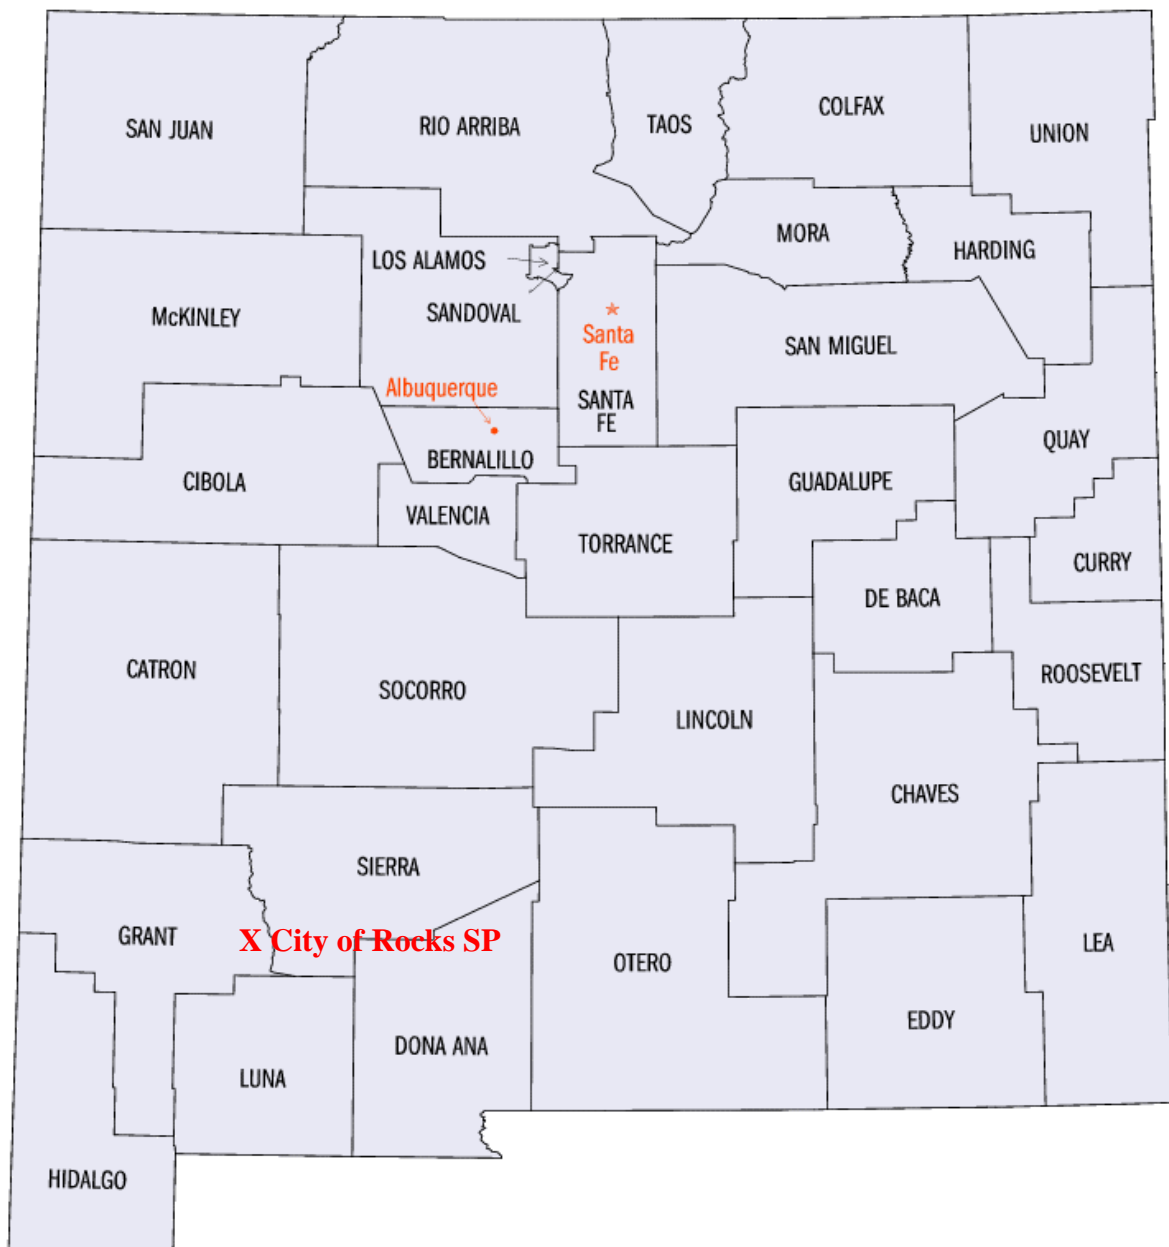 COLFAX
SAN JUAN
RIO ARRIBA
TAOS
UNION
MORA
HARDING
LOS ALAMOS
McKINLEY
SANDOVAL
Santa
Fe
SAN MIGUEL
Albuquerque
SANTA
FE
QUAY
BERNALILLO
CIBOLA
GUADALUPE
VALENCIA
TORRANCE
CURRY
DE BACA
CATRON
ROOSEVELT
SOCORRO
LINCOLN
CHAVES
SIERRA
GRANT
X City of Rocks SP
LEA
OTERO
EDDY
DONA ANA
LUNA
HIDALGO